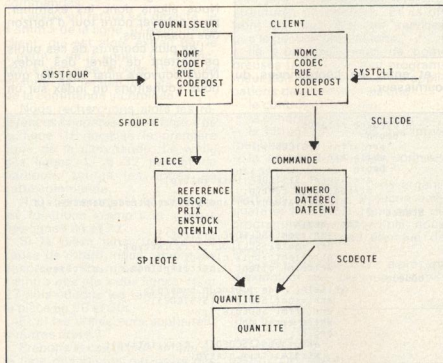 FOURNISSEUR
CLIENT
NOMF
CODEF
RUE
CODEPOST
VILLE
NOMC
CODEC
RUE
CODEPOST
VILLE
SYSTFOUR
SYSTCLI
SFOUPIE
SCLICDE
PIECE
COMMANDE
REFERENCE
DESCR
PRIX
ENSTOCK
QTEMINI
NUMERO
DATEREC
DATEENV
SPIEQTE
SCDEQTE
QUANTITE
QUANTITE